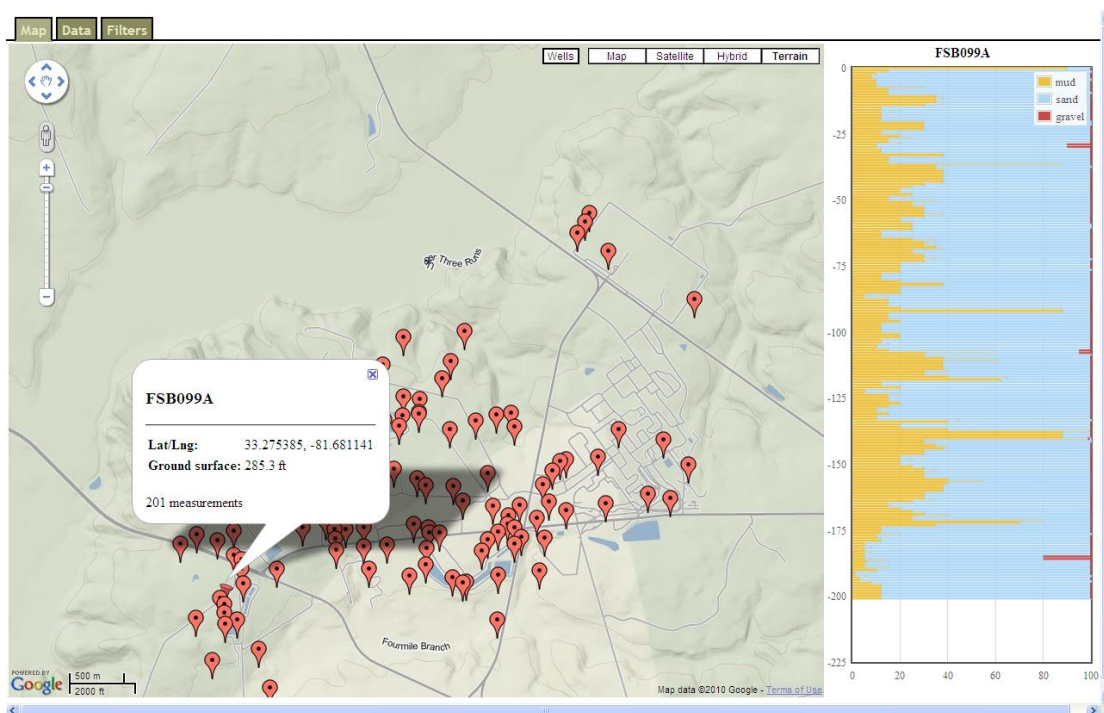 Map Data Filters
Wells Map Satellite Hybrid Terrain
er Three Runs
FSB099A
Lat/Lng: 33.275385, -81.681141
Ground surface: 285.3 ft
201 measurements
Fourmile Branch
POWERED BY
Google
500 m
2000 ft
Map data ©2010 Google - Terms of Use
FSB099A
mud
sand
gravel
0
-25
-50
-75
-100
-125
-150
-175
-200
-225
0 20 40 60 80 100